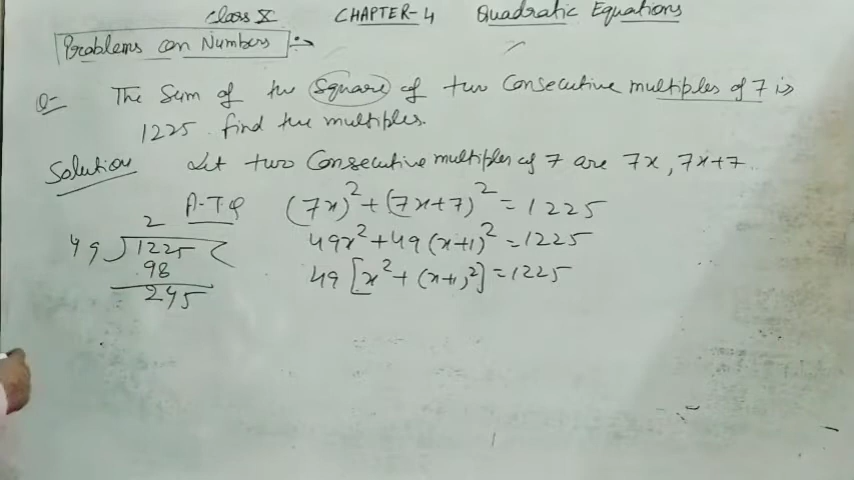 Class X CHAPTER-4 Quadratic Equations
Problems on Numbers :→
Q- The Sum of the Square of two Consecutive multiples of 7 is
1225. find the multiples.
Solution Let two Consecutive multiples of 7 are 7x, 7x+7.
A-T-Q (7x)²+(7x+7)²=1225
49x²+49(x+1)²=1225
49[x²+(x+1)²]=1225
2
49)1225(
98
245